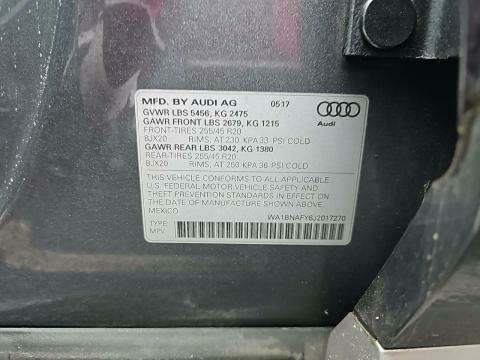 MFD. BY AUDI AG 05 17
GVWR LBS 5456, KG 2475
GAWR FRONT LBS 2679, KG 1215
FRONT-TIRES 255/45 R20
8JX20 RIMS, AT 230 KPA 33 PSI COLD
GAWR REAR LBS 3042, KG 1380
REAR-TIRES 255/45 R20
8JX20 RIMS, AT 250 KPA 36 PSI COLD
Audi
THIS VEHICLE CONFORMS TO ALL APPLICABLE
U.S. FEDERAL MOTOR VEHICLE SAFETY AND
THEFT PREVENTION STANDARDS IN EFFECT ON
DATE OF MANUFACTURE SHOWN ABOVE.
MEXICO
WA1BNAFY6J2017270
TYPE:
MPV